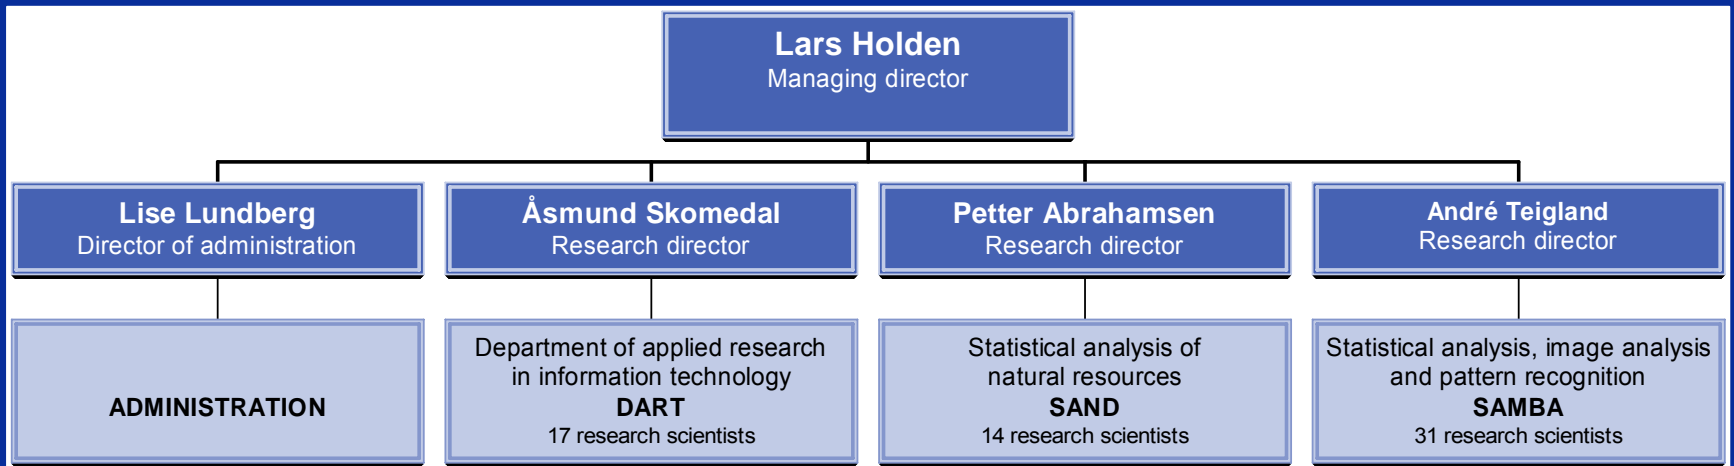 Lars Holden
Managing director
Lise Lundberg
Director of administration
Åsmund Skomedal
Research director
Petter Abrahamsen
Research director
André Teigland
Research director
ADMINISTRATION
Department of applied research
in information technology
DART
17 research scientists
Statistical analysis of
natural resources
SAND
14 research scientists
Statistical analysis, image analysis
and pattern recognition
SAMBA
31 research scientists